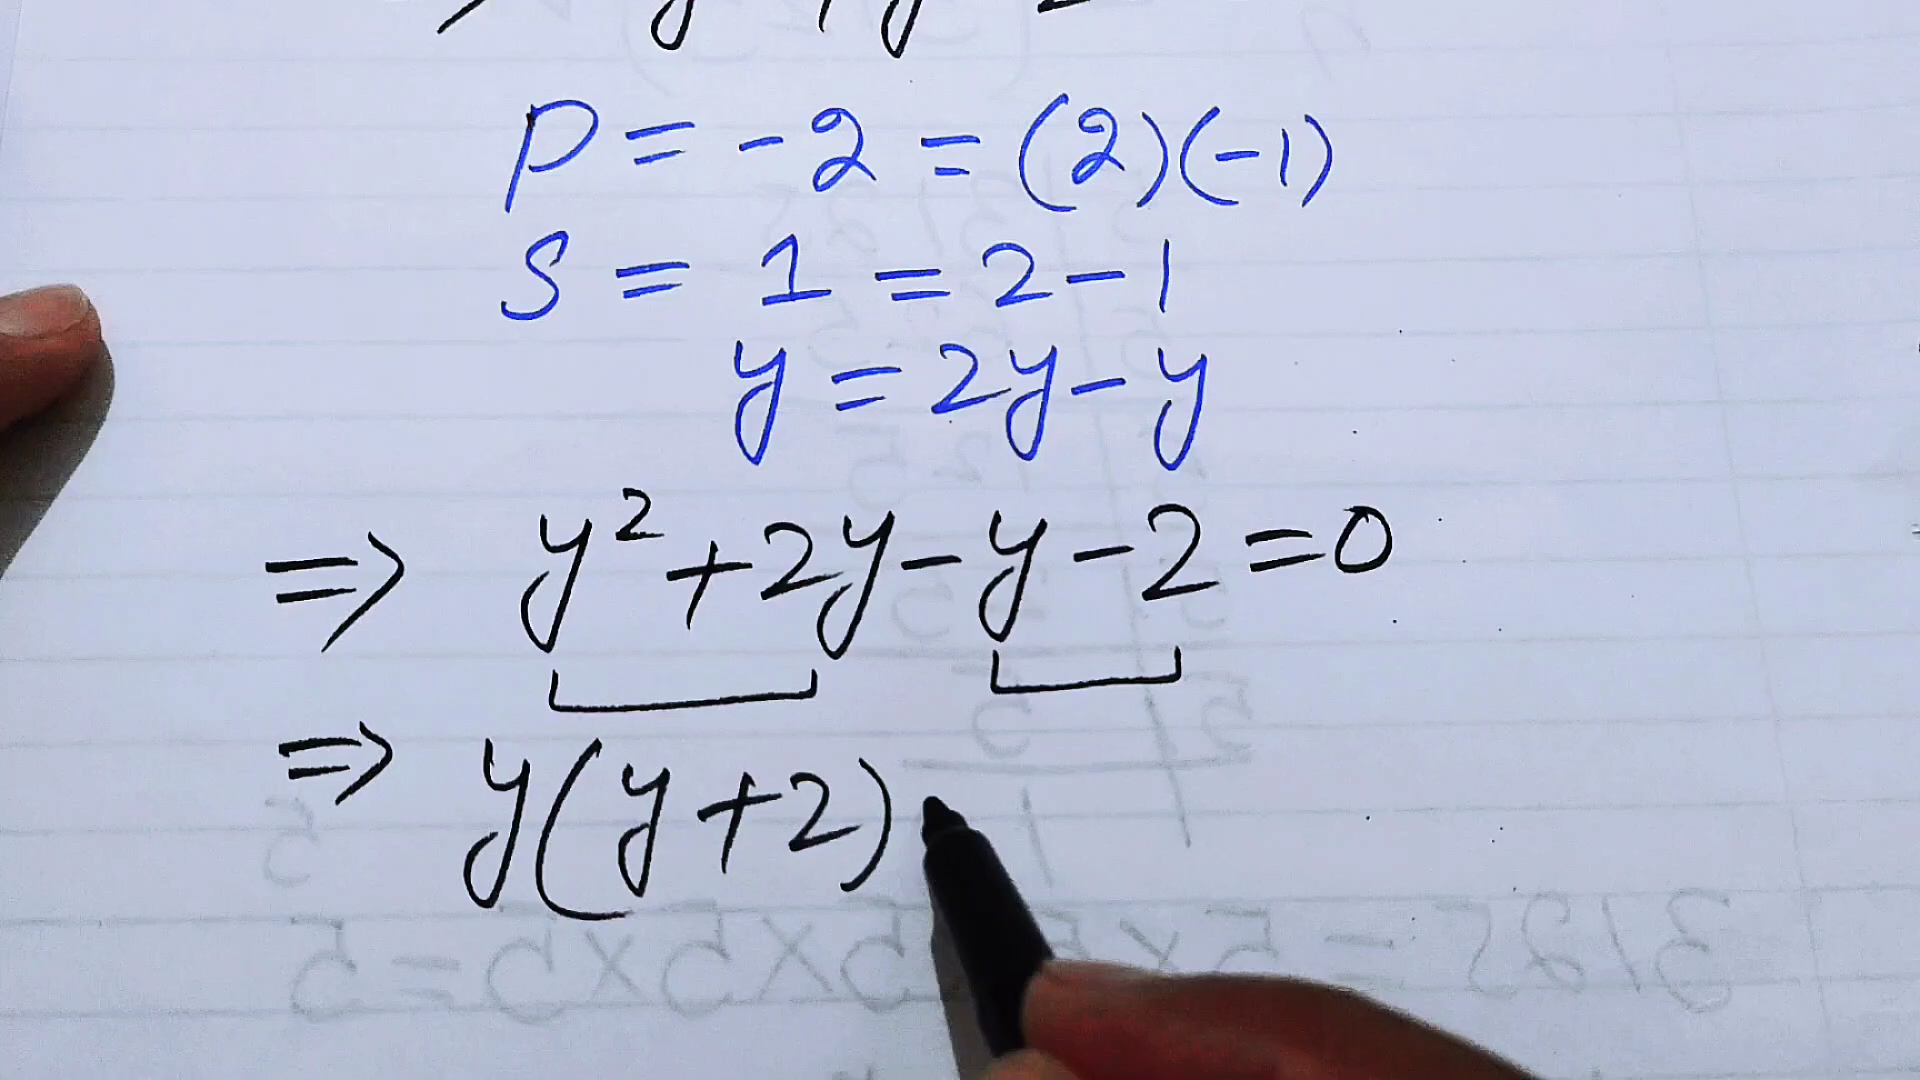 P = -2 = (2)(-1)
S = 1 = 2-1
y = 2y-y
=> y² +2y-y-2=0
=> y(y+2)